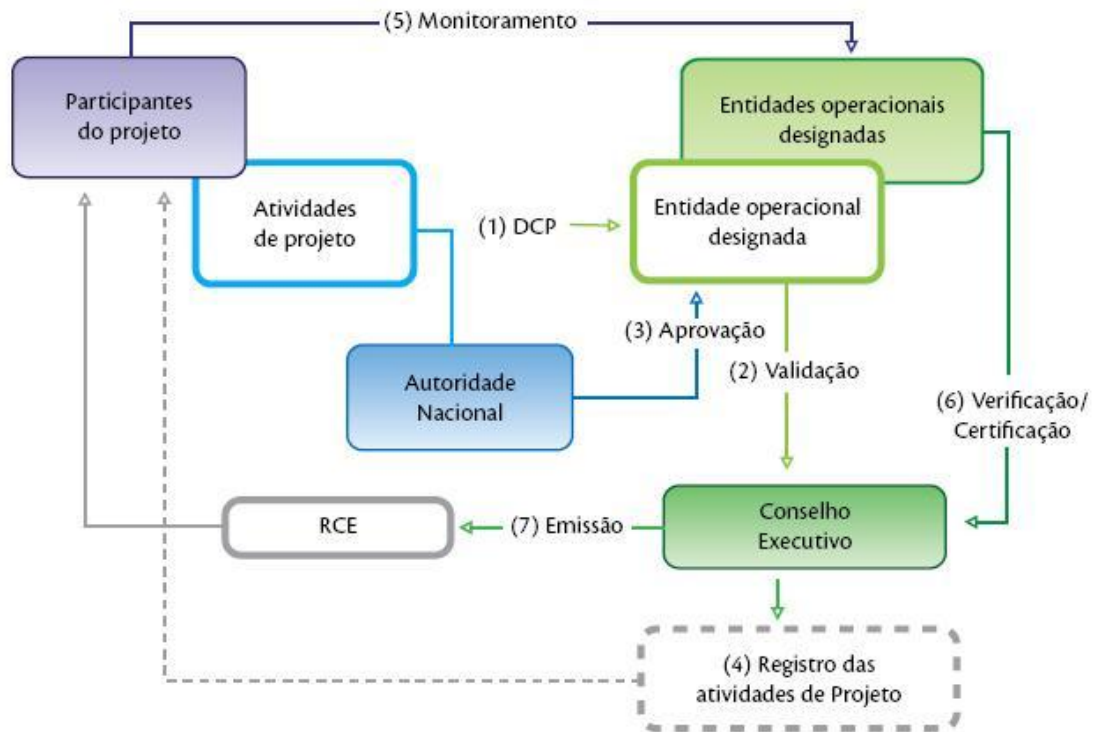 (5) Monitoramento
Participantes
do projeto
Entidades operacionais
designadas
Atividades
de projeto
(1) DCP
Entidade operacional
designada
(3) Aprovação
(2) Validação
Autoridade
Nacional
(6) Verificação/
Certificação
RCE
(7) Emissão
Conselho
Executivo
(4) Registro das
atividades de Projeto